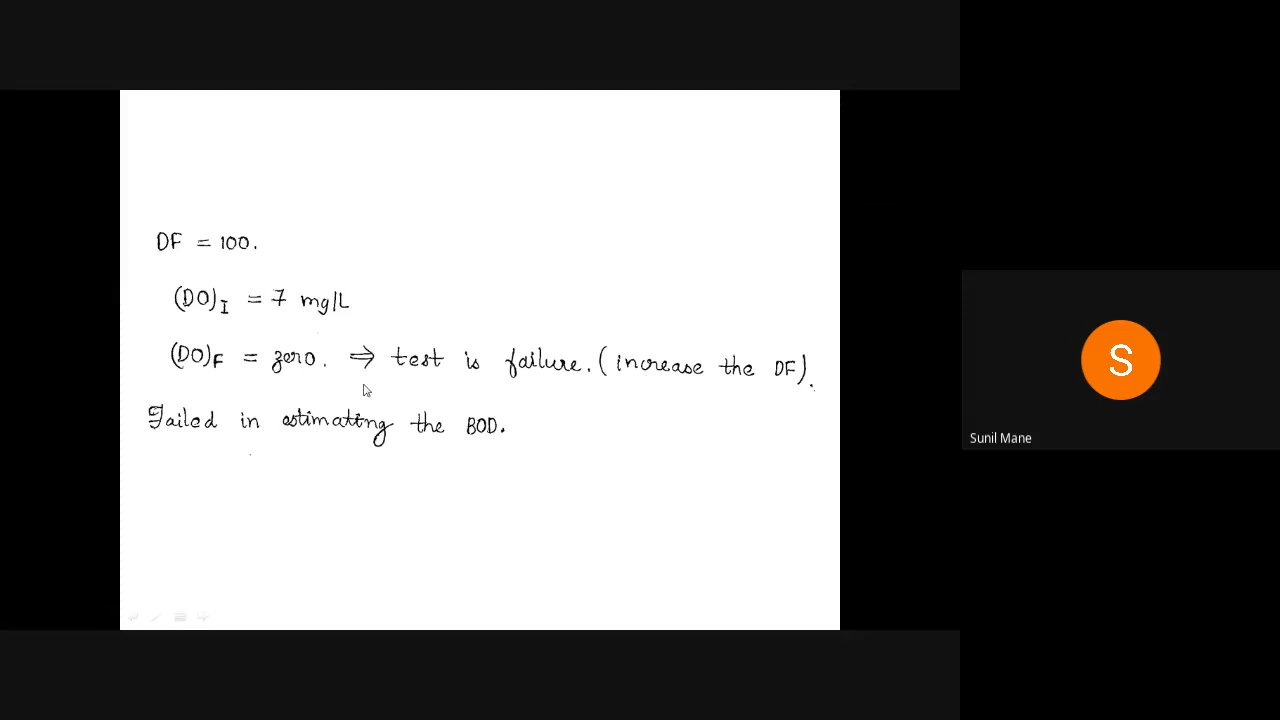 DF = 100.
(DO)I = 7 mg/L
(DO)F = zero. ⇒ test is failure. (increase the DF).
Failed in estimating the BOD.
S
Sunil Mane